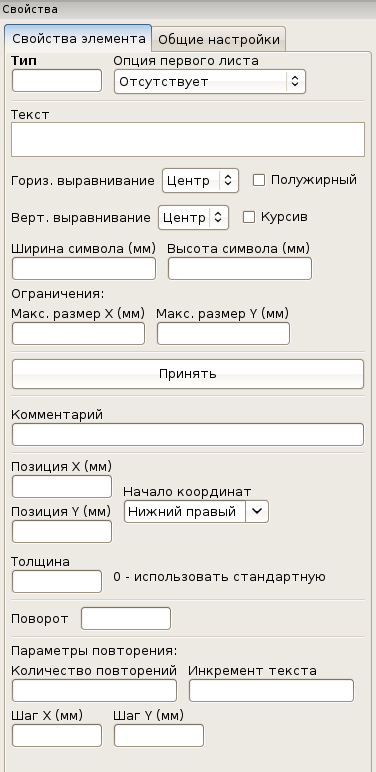 Свойства
Свойства элемента Общие настройки
Тип Опция первого листа
Отсутствует
Текст
Гориз. выравнивание Центр Полужирный
Верт. выравнивание Центр Курсив
Ширина символа (мм) Высота символа (мм)
Ограничения:
Макс. размер X (мм) Макс. размер Y (мм)
Принять
Комментарий
Позиция X (мм)
Начало координат
Позиция Y (мм) Нижний правый
Толщина
0 - использовать стандартную
Поворот
Параметры повторения:
Количество повторений Инкремент текста
Шаг X (мм) Шаг Y (мм)